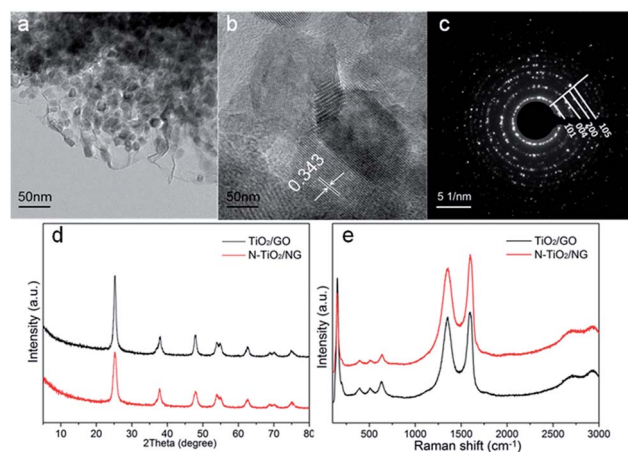 a
50nm
b
0.343
50nm
c
101
004
200
105
5 1/nm
d
TiO₂/GO
N-TiO₂/NG
Intensity (a.u.)
10 20 30 40 50 60 70 80
2Theta (degree)
e
TiO₂/GO
N-TiO₂/NG
Intensity (a.u.)
500 1000 1500 2000 2500 3000
Raman shift (cm⁻¹)